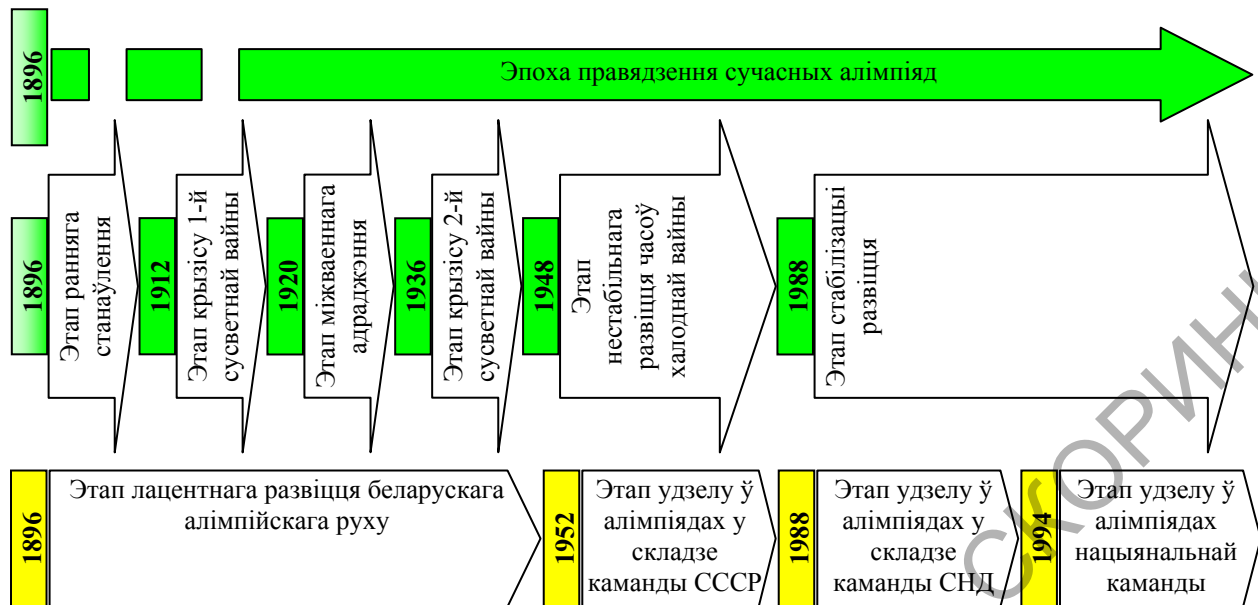 1896
Эпоха правядзення сучасных алімпіяд
1896
Этап ранняга
станаўлення
1912
Этап крызісу 1-й
сусветнай вайны
1920
Этап міжваеннага
адраджэння
1936
Этап крызісу 2-й
сусветнай вайны
1948
Этап
нестабільнага
развіцця часоў
халоднай вайны
1988
Этап стабілізацыі
развіцця
1896
Этап лацентнага развіцця беларускага
алімпійскага руху
1952
Этап удзелу ў
алімпіядах у
складзе
каманды СССР
1988
Этап удзелу ў
алімпіядах у
складзе
каманды СНД
1994
Этап удзелу ў
алімпіядах
нацыянальнай
каманды